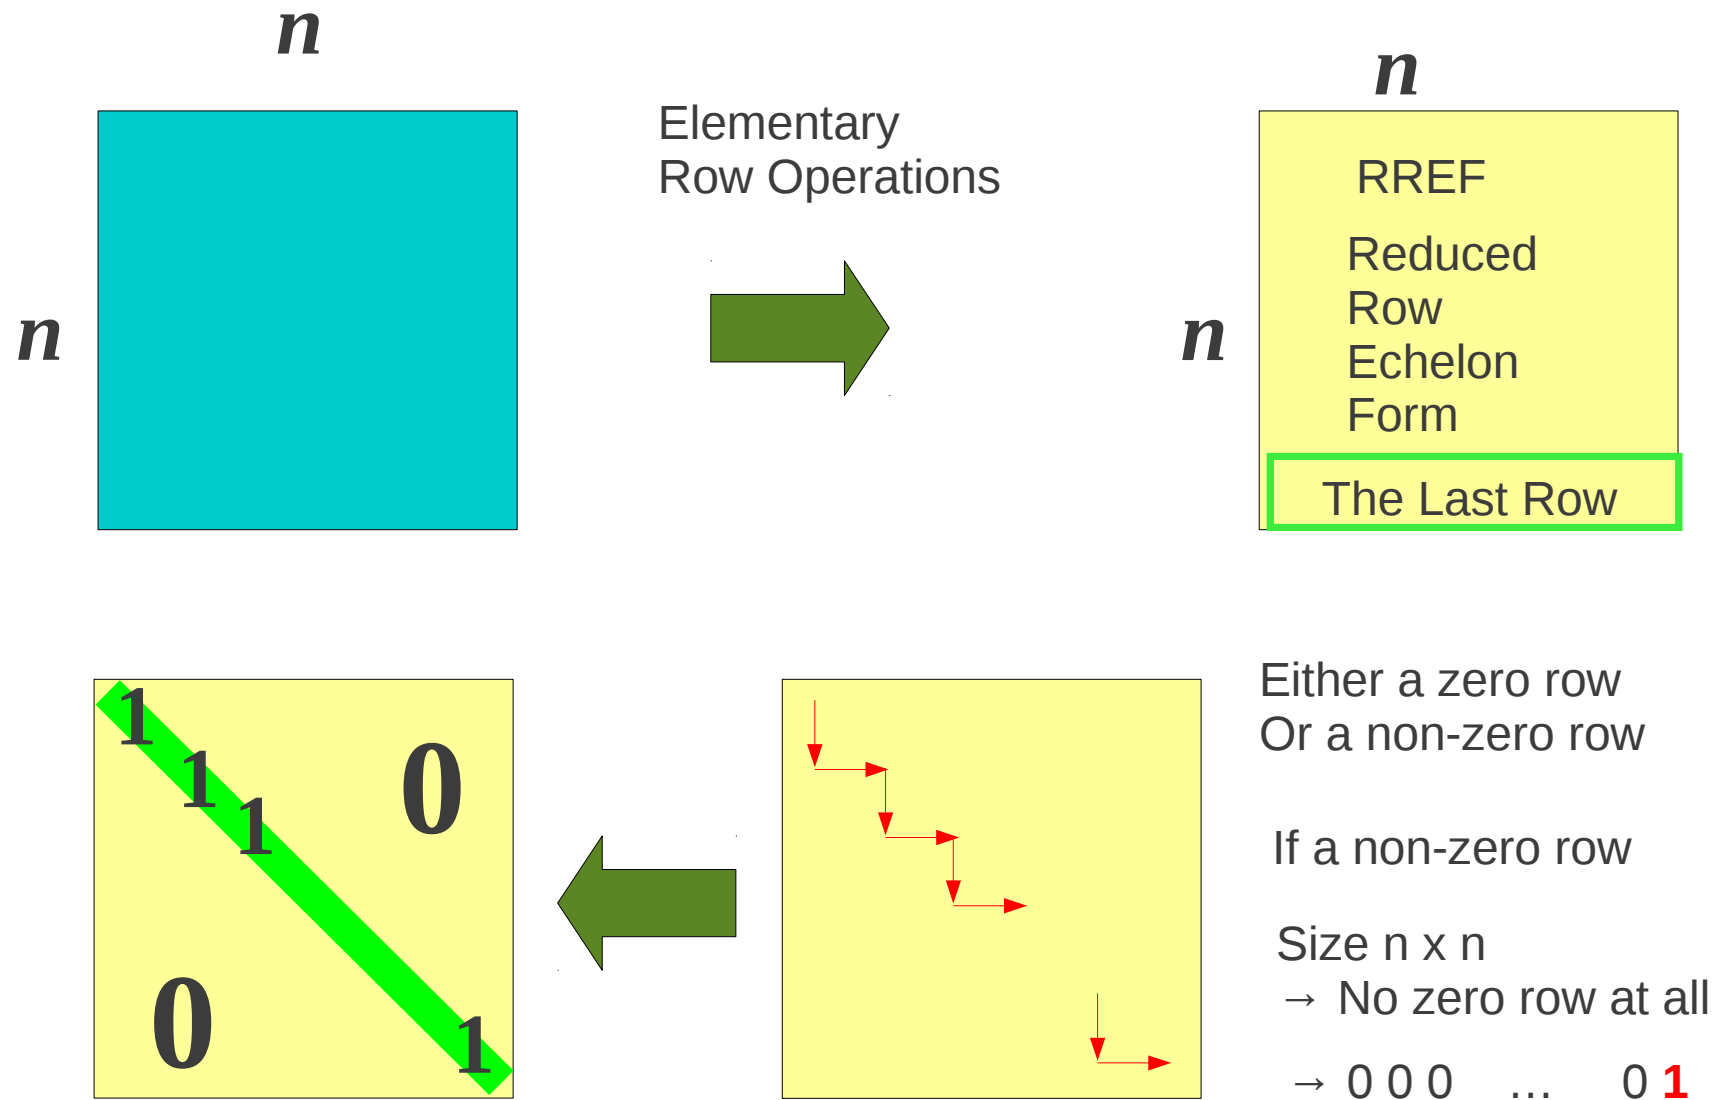 n
n
Elementary
Row Operations
n
n
RREF
Reduced
Row
Echelon
Form
The Last Row
1
1
1
0
0
1
Either a zero row
Or a non-zero row
If a non-zero row
Size n x n
→ No zero row at all
→ 0 0 0 … 0 1